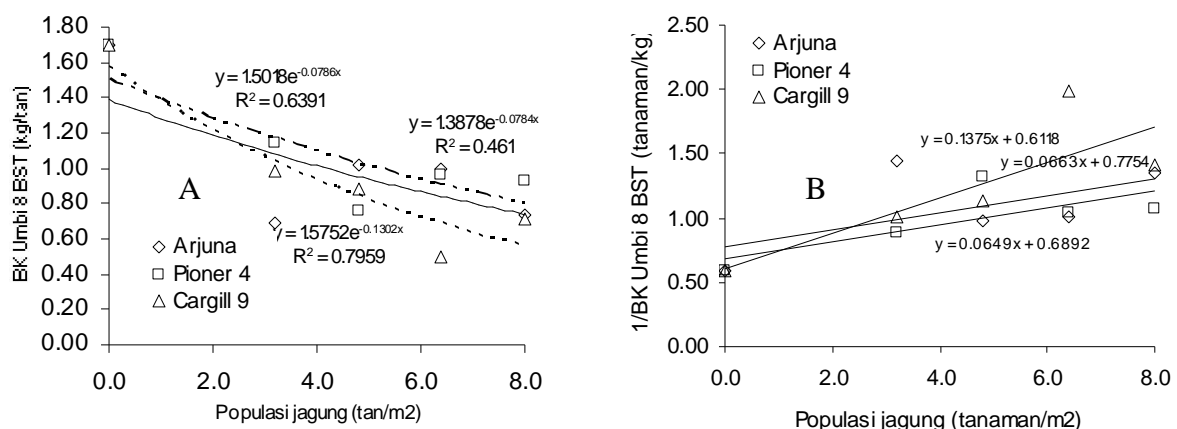 1.80
1.60
1.40
1.20
1.00
0.80
0.60
0.40
0.20
0.00
BK Umbi 8 BST (kg/tan)
y = 1.5018e^-0.0786x
R² = 0.6391
y = 1.3878e^-0.0784x
R² = 0.461
A
y = 1.5752e^-0.1302x
R² = 0.7959
Arjuna
Pioner 4
Cargill 9
0.0 2.0 4.0 6.0 8.0
Populasi jagung (tan/m2)
2.50
2.00
1.50
1.00
0.50
0.00
1/BK Umbi 8 BST (tanaman/kg)
Arjuna
Pioner 4
Cargill 9
y = 0.1375x + 0.6118
y = 0.0663x + 0.7754
B
y = 0.0649x + 0.6892
0.0 2.0 4.0 6.0 8.0
Populasi jagung (tanaman/m2)